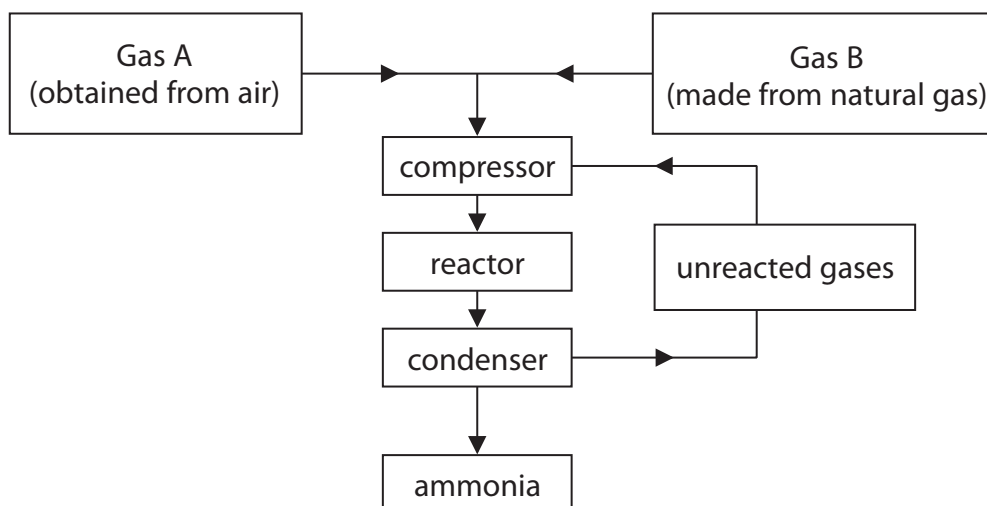 Gas A
(obtained from air)
Gas B
(made from natural gas)
compressor
reactor
unreacted gases
condenser
ammonia